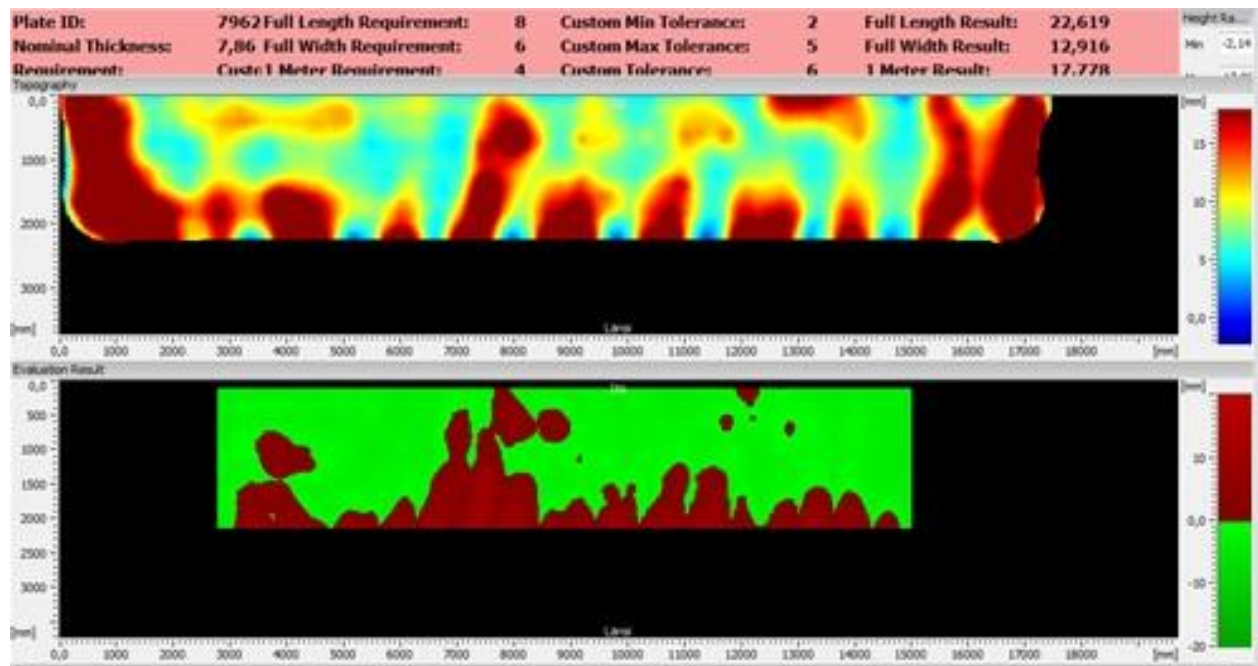 Plate ID: 7962 Full Length Requirement: 8 Custom Min Tolerance: 2 Full Length Result: 22,619 Height Ra...
Nominal Thickness: 7,86 Full Width Requirement: 6 Custom Max Tolerance: 5 Full Width Result: 12,916 Min -2,14
Requirement: Custc 1 Meter Requirement: 4 Custom Tolerance: 6 1 Meter Result: 17.778
Topography
0,0 [mm]
15
1000
10
2000
5
3000
0,0
[mm] Länsi
0,0 1000 2000 3000 4000 5000 6000 7000 8000 9000 10000 11000 12000 13000 14000 15000 16000 17000 18000 [mm]
Evaluation Result
0,0 [mm]
500
1000 10
1500
2000 0,0
2500
3000 -10
[mm] Länsi -20
0,0 1000 2000 3000 4000 5000 6000 7000 8000 9000 10000 11000 12000 13000 14000 15000 16000 17000 18000 [mm]